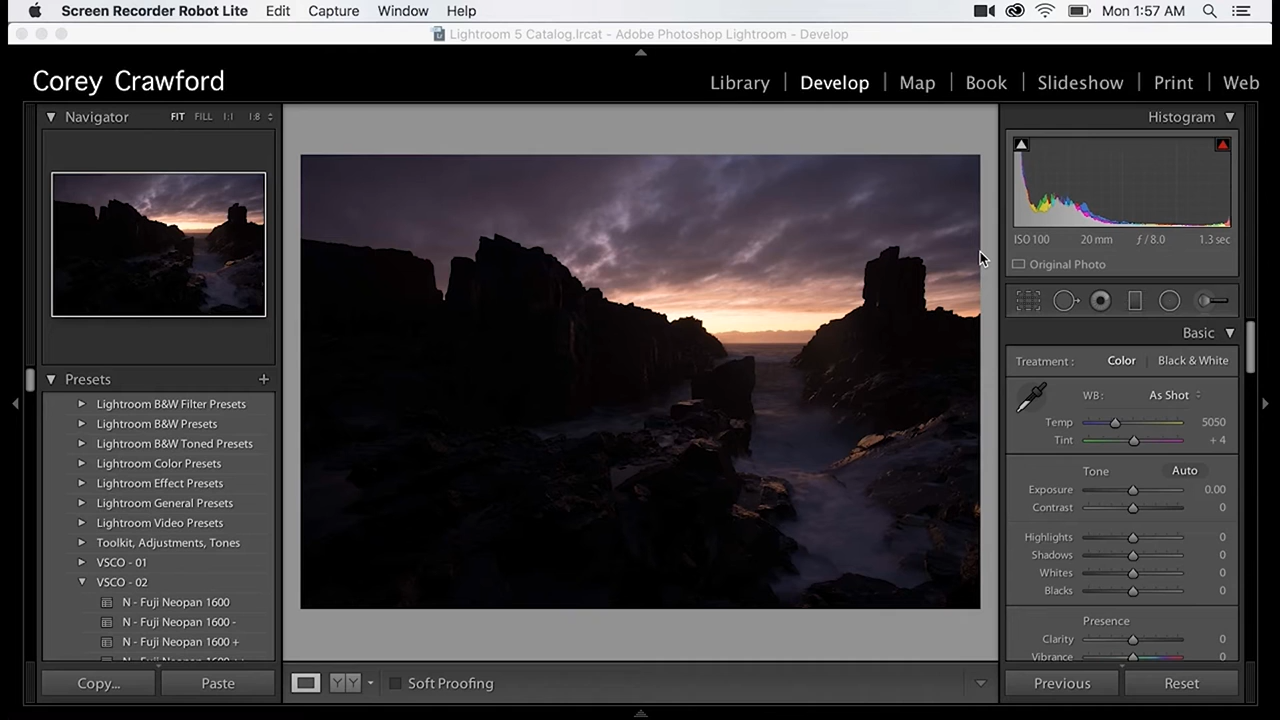 Screen Recorder Robot Lite Edit Capture Window Help Mon 1:57 AM
Lightroom 5 Catalog.lrcat - Adobe Photoshop Lightroom - Develop
Corey Crawford
Library | Develop | Map | Book | Slideshow | Print | Web
Navigator FIT FILL 1:1 1:8
Presets +
Lightroom B&W Filter Presets
Lightroom B&W Presets
Lightroom B&W Toned Presets
Lightroom Color Presets
Lightroom Effect Presets
Lightroom General Presets
Lightroom Video Presets
Toolkit, Adjustments, Tones
VSCO - 01
VSCO - 02
N - Fuji Neopan 1600
N - Fuji Neopan 1600 -
N - Fuji Neopan 1600 +
Copy... Paste
Soft Proofing
Histogram
ISO 100 20 mm ƒ / 8.0 1.3 sec
Original Photo
Basic
Treatment : Color | Black & White
WB: As Shot
Temp 5050
Tint + 4
Tone Auto
Exposure 0.00
Contrast 0
Highlights 0
Shadows 0
Whites 0
Blacks 0
Presence
Clarity 0
Vibrance 0
Previous Reset